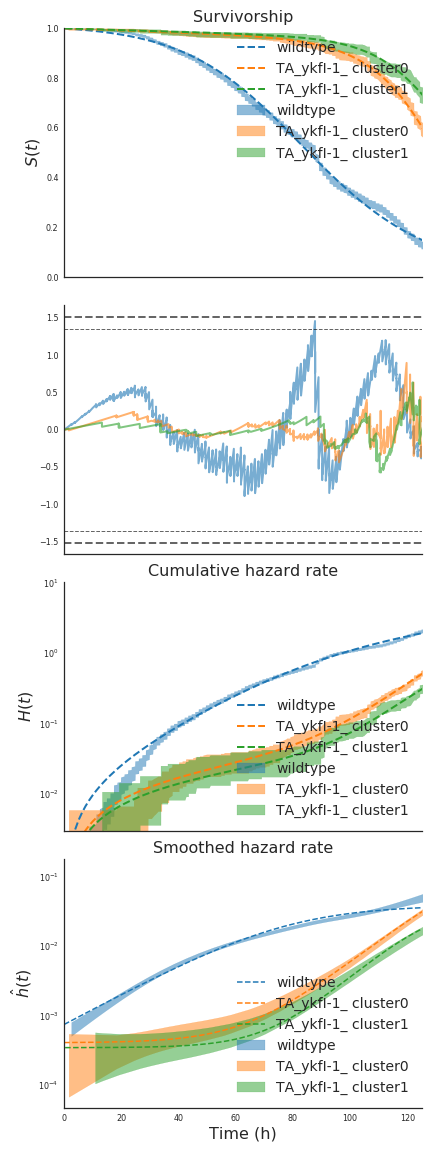 Survivorship
1.0
0.8
0.6
0.4
0.2
0.0
S(t)
wildtype
TA_ykfI-1_ cluster0
TA_ykfI-1_ cluster1
wildtype
TA_ykfI-1_ cluster0
TA_ykfI-1_ cluster1
1.5
1.0
0.5
0.0
−0.5
−1.0
−1.5
Cumulative hazard rate
10¹
10⁰
10⁻¹
10⁻²
H(t)
wildtype
TA_ykfI-1_ cluster0
TA_ykfI-1_ cluster1
wildtype
TA_ykfI-1_ cluster0
TA_ykfI-1_ cluster1
Smoothed hazard rate
10⁻¹
10⁻²
10⁻³
10⁻⁴
ĥ(t)
wildtype
TA_ykfI-1_ cluster0
TA_ykfI-1_ cluster1
wildtype
TA_ykfI-1_ cluster0
TA_ykfI-1_ cluster1
0 20 40 60 80 100 120
Time (h)